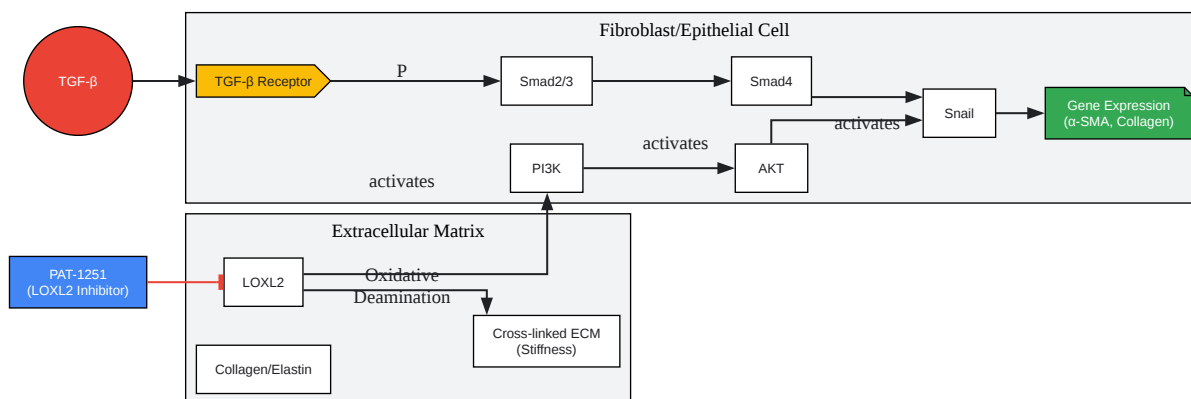 Fibroblast/Epithelial Cell
TGF-β
TGF-β Receptor
P
Smad2/3
Smad4
Snail
Gene Expression
(α-SMA, Collagen)
activates
activates
PI3K
AKT
activates
Extracellular Matrix
PAT-1251
(LOXL2 Inhibitor)
LOXL2
Oxidative
Deamination
Cross-linked ECM
(Stiffness)
Collagen/Elastin